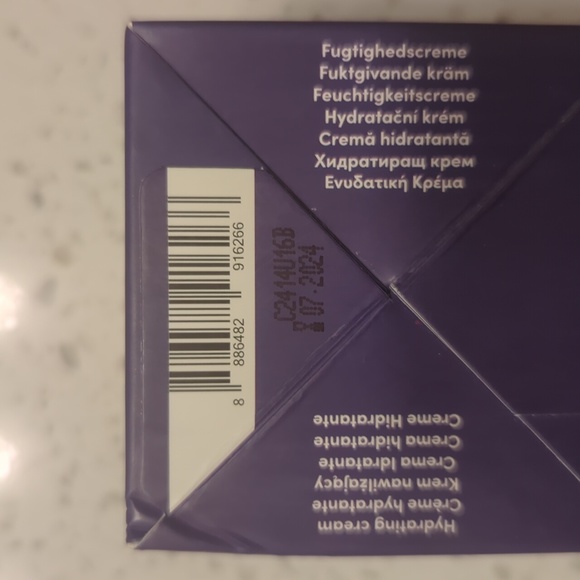 Fugtighedscreme
Fuktgivande kräm
Feuchtigkeitscreme
Hydratační krém
Cremă hidratantă
Хидратиращ крем
Ενυδατική Κρέμα
8 886482 916266
C2414U16B
07.2024
Hydrating cream
Crème hydratante
Krem nawilżający
Crema Idratante
Crema hidratante
Creme Hidratante